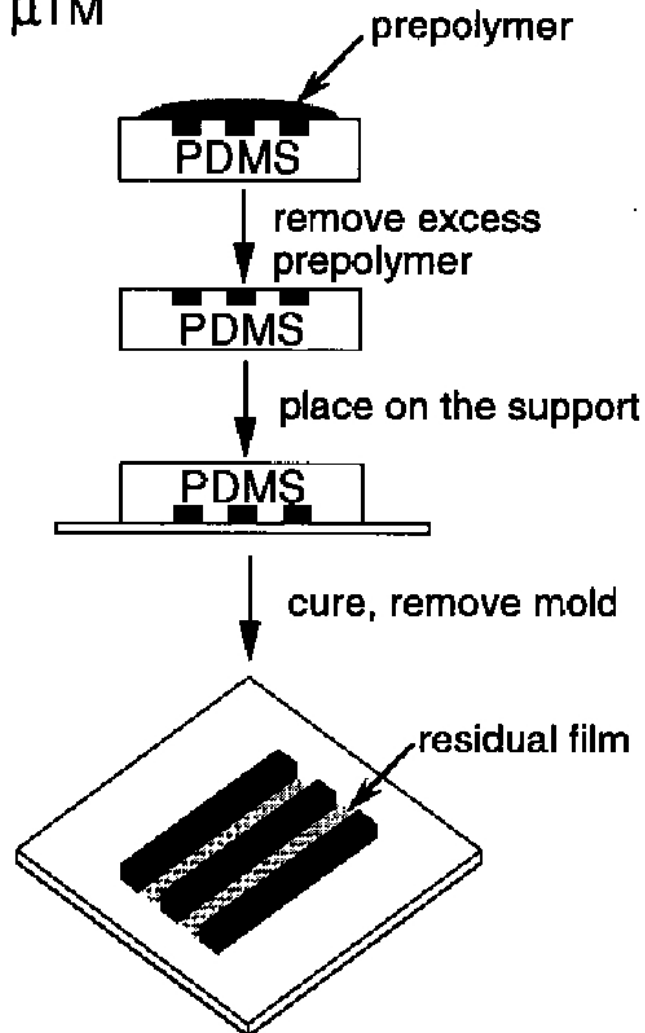 µTM
prepolymer
PDMS
remove excess
prepolymer
PDMS
place on the support
PDMS
cure, remove mold
residual film